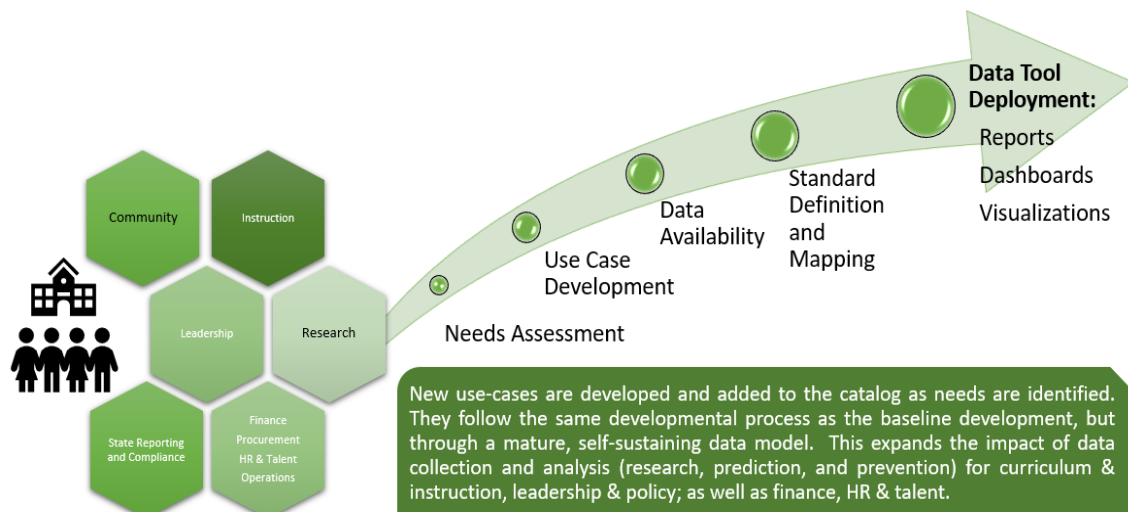 Community
Instruction
Leadership
Research
State Reporting
and Compliance
Finance
Procurement
HR & Talent
Operations
Needs Assessment
Use Case
Development
Data
Availability
Standard
Definition
and
Mapping
Data Tool
Deployment:
Reports
Dashboards
Visualizations
New use-cases are developed and added to the catalog as needs are identified.
They follow the same developmental process as the baseline development, but
through a mature, self-sustaining data model. This expands the impact of data
collection and analysis (research, prediction, and prevention) for curriculum &
instruction, leadership & policy; as well as finance, HR & talent.